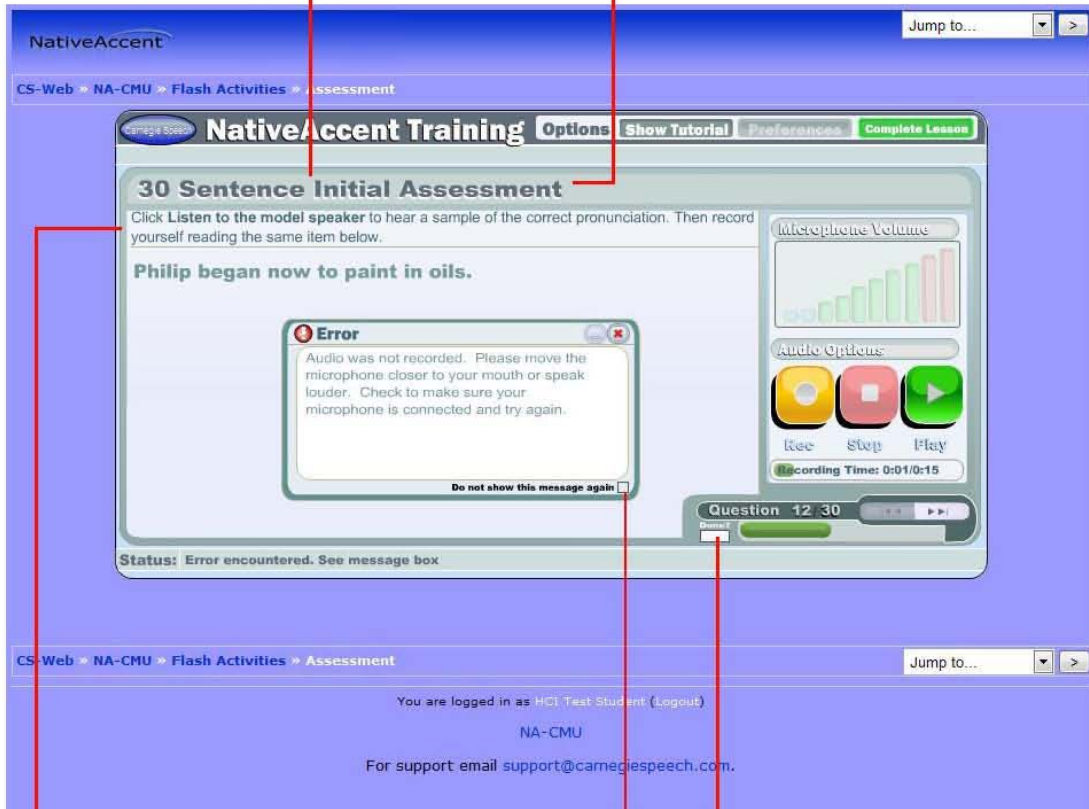 Jump to...
>
NativeAccent
CS-Web » NA-CMU » Flash Activities » Assessment
Carnegie Speech
NativeAccent Training
Options
Show Tutorial
Preferences
Complete Lesson
30 Sentence Initial Assessment
Click Listen to the model speaker to hear a sample of the correct pronunciation. Then record
yourself reading the same item below.
Philip began now to paint in oils.
Error
Audio was not recorded. Please move the
microphone closer to your mouth or speak
louder. Check to make sure your
microphone is connected and try again.
Do not show this message again
Microphone Volume
Audio Options
Rec Stop Play
Recording Time: 0:01/0:15
Question 12/30
Done?
Status: Error encountered. See message box
CS-Web » NA-CMU » Flash Activities » Assessment
Jump to...
>
You are logged in as HCI Test Student (Logout)
NA-CMU
For support email support@carnegiespeech.com.